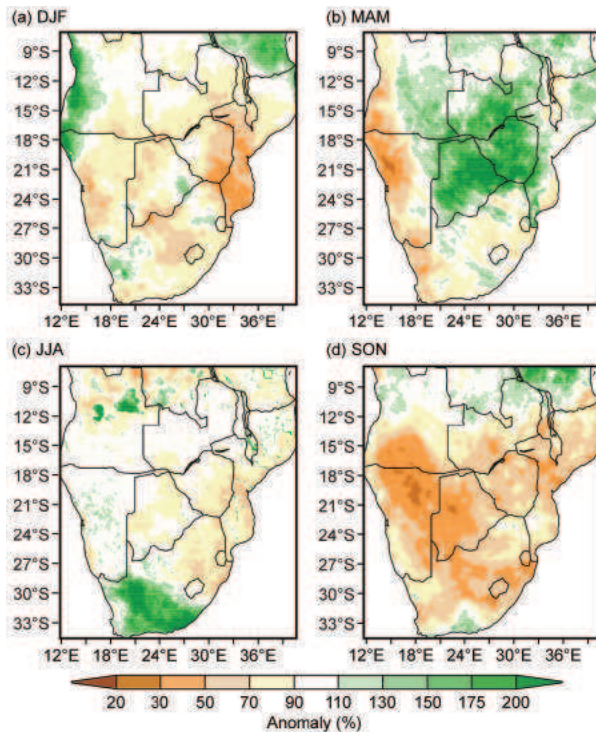 (a) DJF (b) MAM
9°S 9°S
12°S 12°S
15°S 15°S
18°S 18°S
21°S 21°S
24°S 24°S
27°S 27°S
30°S 30°S
33°S 33°S
12°E 18°E 24°E 30°E 36°E 12°E 18°E 24°E 30°E 36°E
(c) JJA (d) SON
9°S 9°S
12°S 12°S
15°S 15°S
18°S 18°S
21°S 21°S
24°S 24°S
27°S 27°S
30°S 30°S
33°S 33°S
12°E 18°E 24°E 30°E 36°E 12°E 18°E 24°E 30°E 36°E
20 30 50 70 90 110 130 150 175 200
Anomaly (%)